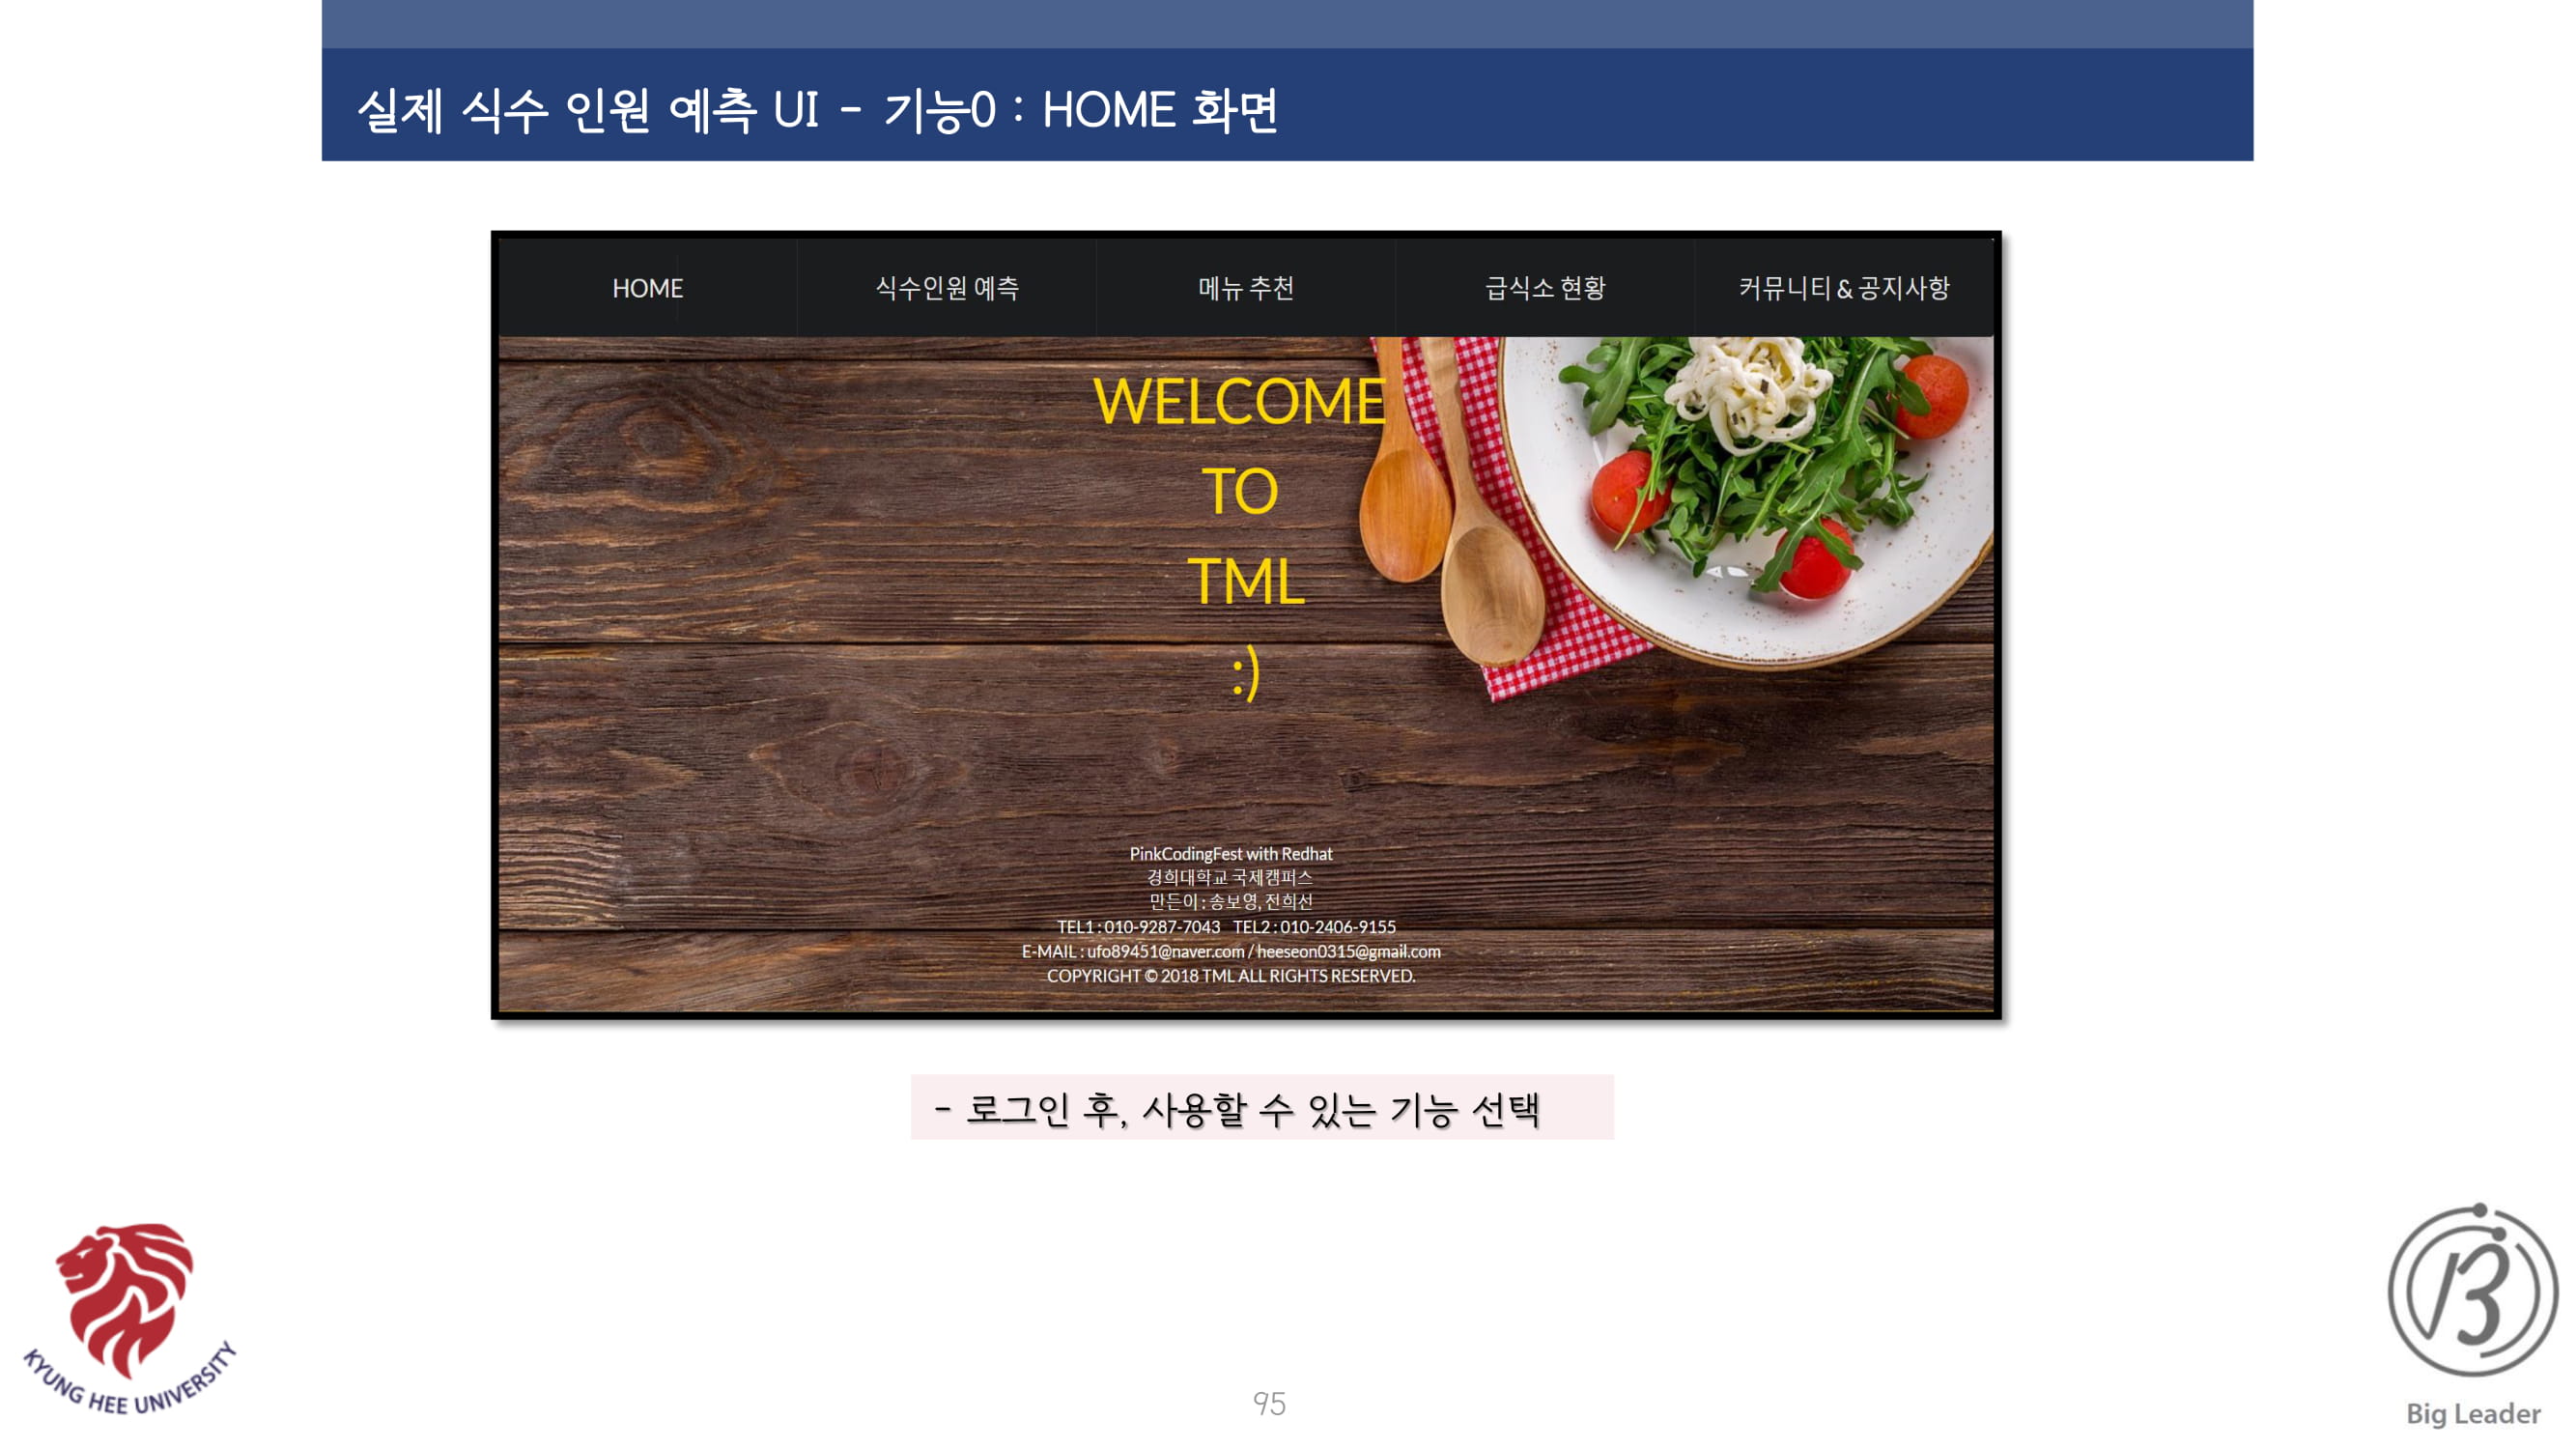 실제 식수 인원 예측 UI - 기능0 : HOME 화면
HOME 식수인원 예측 메뉴 추천 급식소 현황 커뮤니티 & 공지사항
WELCOME
TO
TML
:)
PinkCodingFest with Redhat
경희대학교 국제캠퍼스
만든이 : 송보영, 전희선
TEL1 : 010-9287-7043 TEL2 : 010-2406-9155
E-MAIL : ufo89451@naver.com / heeseon0315@gmail.com
COPYRIGHT © 2018 TML ALL RIGHTS RESERVED.
- 로그인 후, 사용할 수 있는 기능 선택
KYUNG HEE UNIVERSITY
95
Big Leader